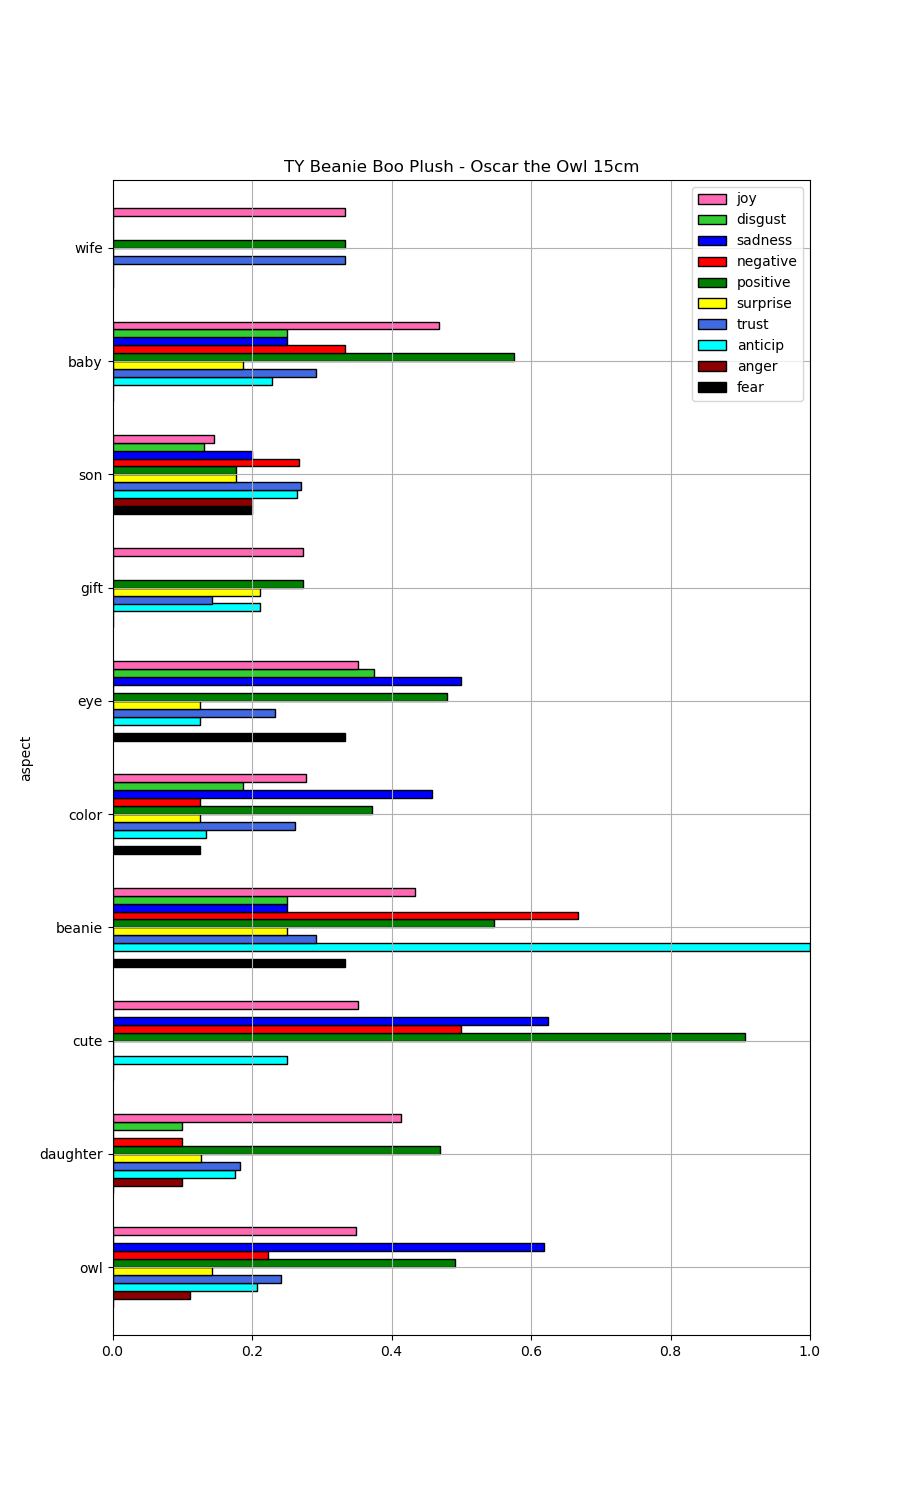 TY Beanie Boo Plush - Oscar the Owl 15cm
joy
disgust
sadness
negative
positive
surprise
trust
anticip
anger
fear
wife
baby
son
gift
eye
color
beanie
cute
daughter
owl
aspect
0.0 0.2 0.4 0.6 0.8 1.0